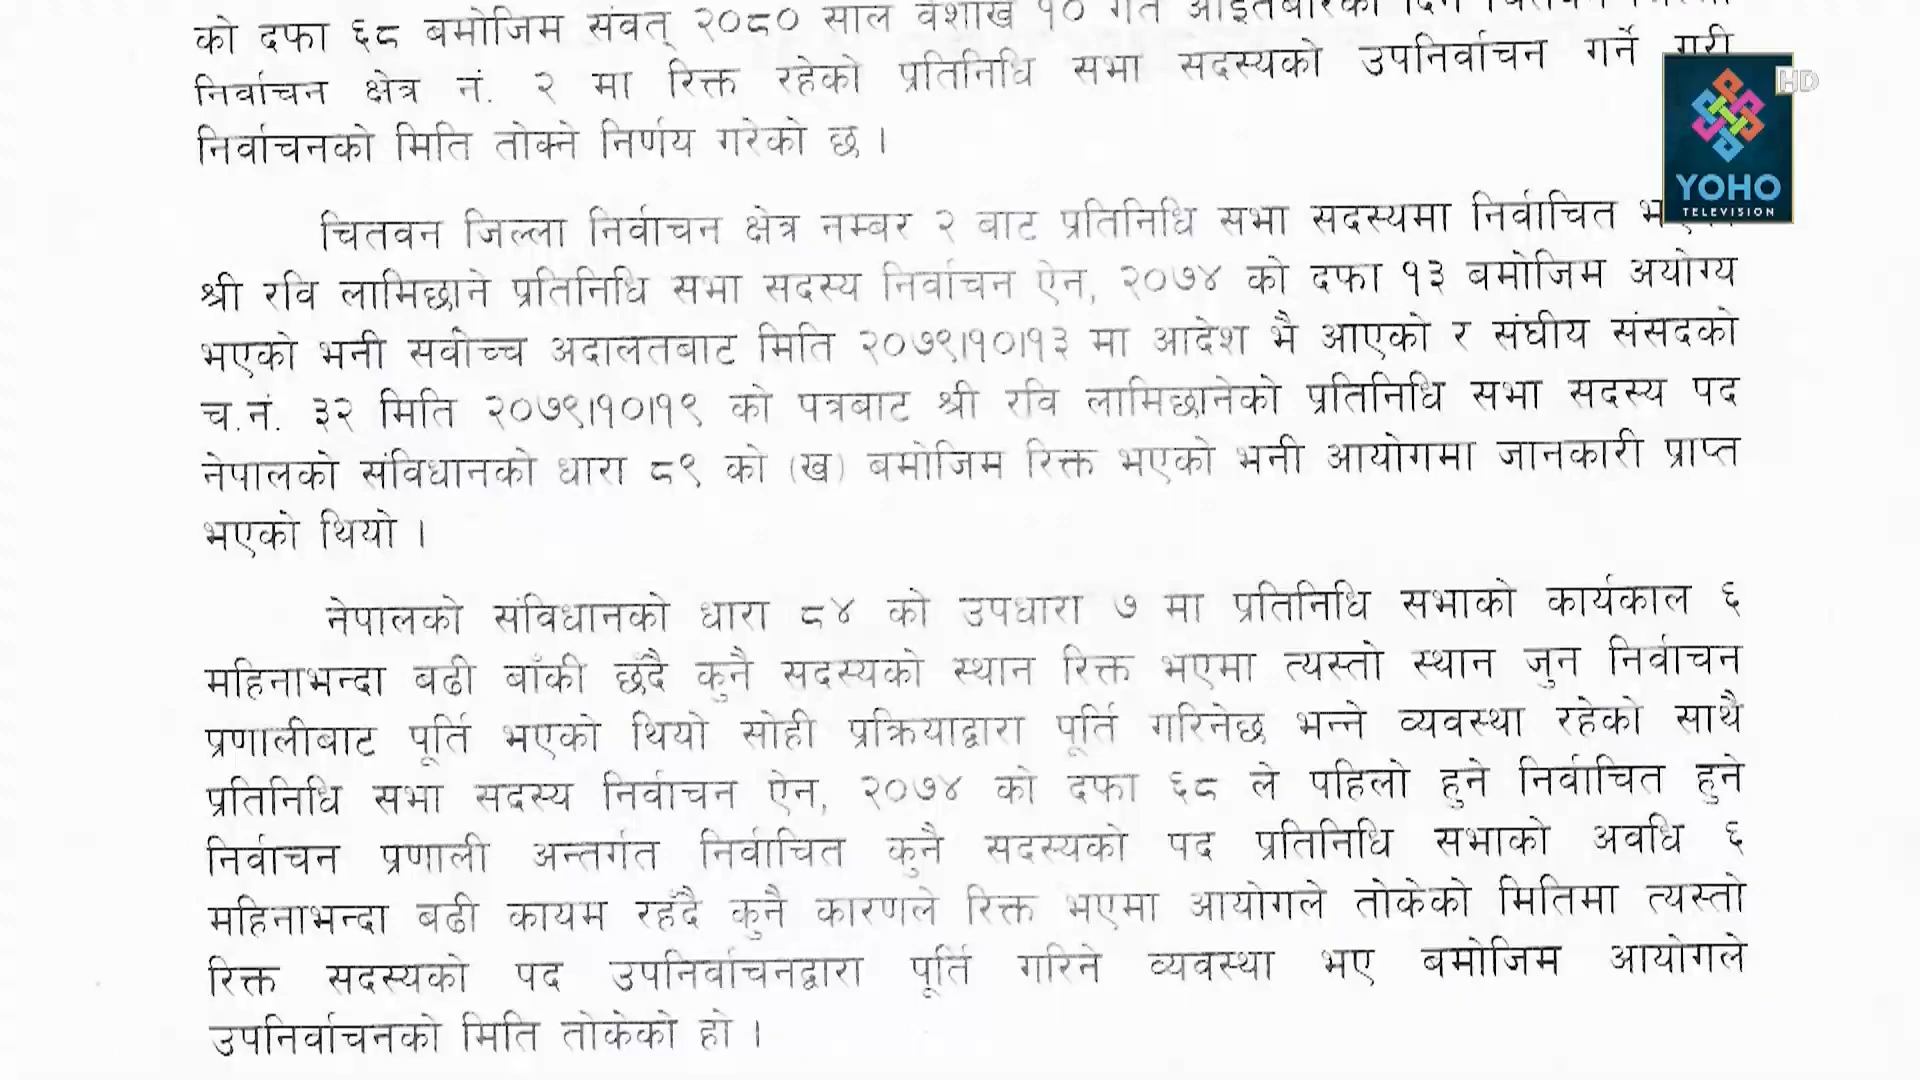 को दफा ६८ बमोजिम संवत् २०८० साल वैशाख १० गते आइतबारका दिन
निर्वाचन क्षेत्र नं. २ मा रिक्त रहेको प्रतिनिधि सभा सदस्यको उपनिर्वाचन गर्ने गरी
निर्वाचनको मिति तोक्ने निर्णय गरेको छ ।
HD
YOHO
TELEVISION
चितवन जिल्ला निर्वाचन क्षेत्र नम्बर २ बाट प्रतिनिधि सभा सदस्यमा निर्वाचित
श्री रवि लामिछाने प्रतिनिधि सभा सदस्य निर्वाचन ऐन, २०७४ को दफा १३ बमोजिम अयोग्य
भएको भनी सर्वोच्च अदालतबाट मिति २०७९।१०।१३ मा आदेश भै आएको र संघीय संसदको
च.नं. ३२ मिति २०७९।१०।१९ को पत्रबाट श्री रवि लामिछानेको प्रतिनिधि सभा सदस्य पद
नेपालको संविधानको धारा ८९ को (ख) बमोजिम रिक्त भएको भनी आयोगमा जानकारी प्राप्त
भएको थियो ।
नेपालको संविधानको धारा ८४ को उपधारा ७ मा प्रतिनिधि सभाको कार्यकाल ६
महिनाभन्दा बढी बाँकी छँदै कुनै सदस्यको स्थान रिक्त भएमा त्यस्तो स्थान जुन निर्वाचन
प्रणालीबाट पूर्ति भएको थियो सोही प्रक्रियाद्वारा पूर्ति गरिनेछ भन्ने व्यवस्था रहेको साथै
प्रतिनिधि सभा सदस्य निर्वाचन ऐन, २०७४ को दफा ६८ ले पहिलो हुने निर्वाचित हुने
निर्वाचन प्रणाली अन्तर्गत निर्वाचित कुनै सदस्यको पद प्रतिनिधि सभाको अवधि ६
महिनाभन्दा बढी कायम रहँदै कुनै कारणले रिक्त भएमा आयोगले तोकेको मितिमा त्यस्तो
रिक्त सदस्यको पद उपनिर्वाचनद्वारा पूर्ति गरिने व्यवस्था भए बमोजिम आयोगले
उपनिर्वाचनको मिति तोकेको हो ।